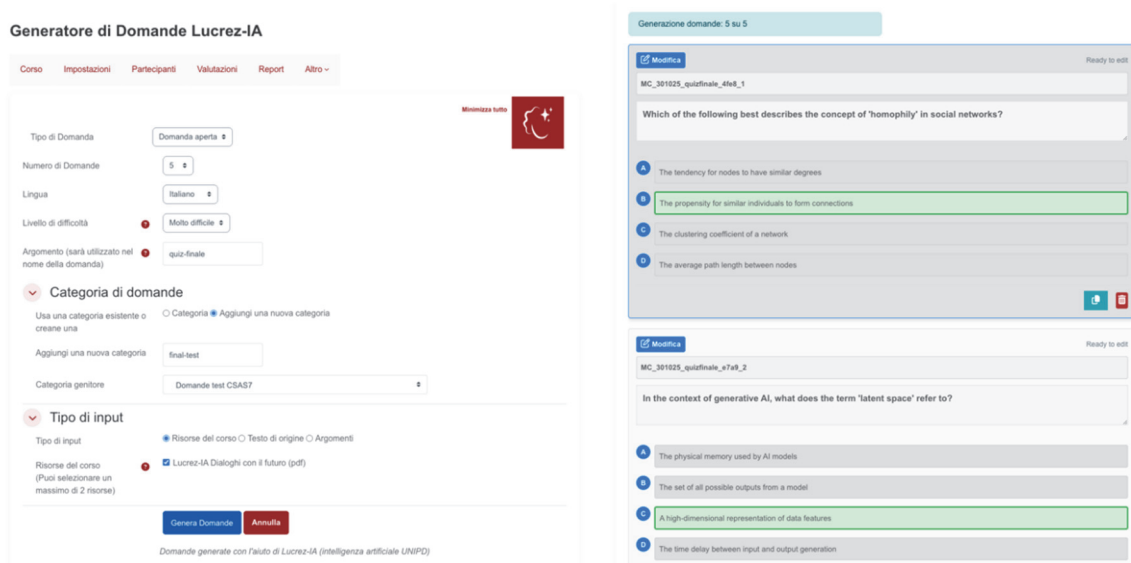 Generatore di Domande Lucrez-IA
Corso Impostazioni Partecipanti Valutazioni Report Altro
Minimizza tutto
Tipo di Domanda Domanda aperta
Numero di Domande 5
Lingua Italiano
Livello di difficoltà ? Molto difficile
Argomento (sarà utilizzato nel ? quiz-finale
nome della domanda)
Categoria di domande
Usa una categoria esistente o Categoria Aggiungi una nuova categoria
creane una
Aggiungi una nuova categoria final-test
Categoria genitore Domande test CSAS7
Tipo di input
Tipo di input Risorse del corso Testo di origine Argomenti
Risorse del corso ? Lucrez-IA Dialoghi con il futuro (pdf)
(Puoi selezionare un
massimo di 2 risorse)
Genera Domande Annulla
Domande generate con l'aiuto di Lucrez-IA (intelligenza artificiale UNIPD)
Generazione domande: 5 su 5
Modifica Ready to edit
MC_301025_quizfinale_4fe8_1
Which of the following best describes the concept of 'homophily' in social networks?
A The tendency for nodes to have similar degrees
B The propensity for similar individuals to form connections
C The clustering coefficient of a network
D The average path length between nodes
Modifica Ready to edit
MC_301025_quizfinale_e7a9_2
In the context of generative AI, what does the term 'latent space' refer to?
A The physical memory used by AI models
B The set of all possible outputs from a model
C A high-dimensional representation of data features
D The time delay between input and output generation